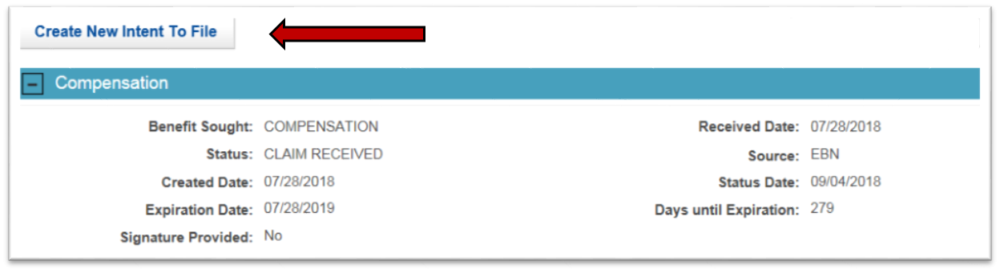 Create New Intent To File
Compensation
Benefit Sought: COMPENSATION Received Date: 07/28/2018
Status: CLAIM RECEIVED Source: EBN
Created Date: 07/28/2018 Status Date: 09/04/2018
Expiration Date: 07/28/2019 Days until Expiration: 279
Signature Provided: No